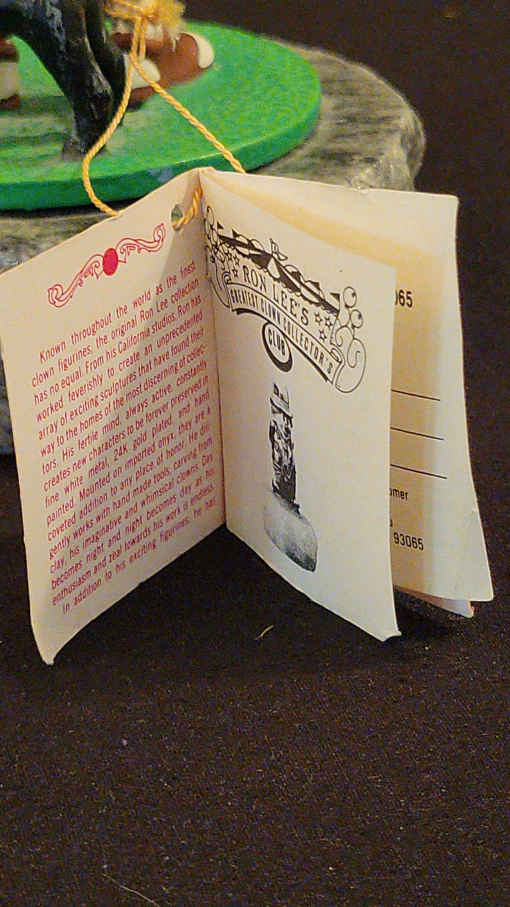 Known throughout the world as the finest
clown figurines, the original Ron Lee collection
has no equal. From his California studios, Ron has
worked feverishly to create an unprecedented
array of exciting sculptures that have found their
way to the homes of the most discerning of collec-
tors. His fertile mind, always active, constantly
creates new characters to be forever preserved in
fine white metal, 24K gold plated, and hand
painted. Mounted on imported onyx, they are a
coveted addition to any place of honor. He dili-
gently works with hand made tools, carving from
clay, his imaginative and whimsical clowns. Day
becomes night and night becomes day as his
enthusiasm and zeal towards his work is endless.
In addition to his exciting figurines, he has
RON LEE'S
GREATEST CLOWN COLLECTOR'S
CLUB
065
omer
s
93065